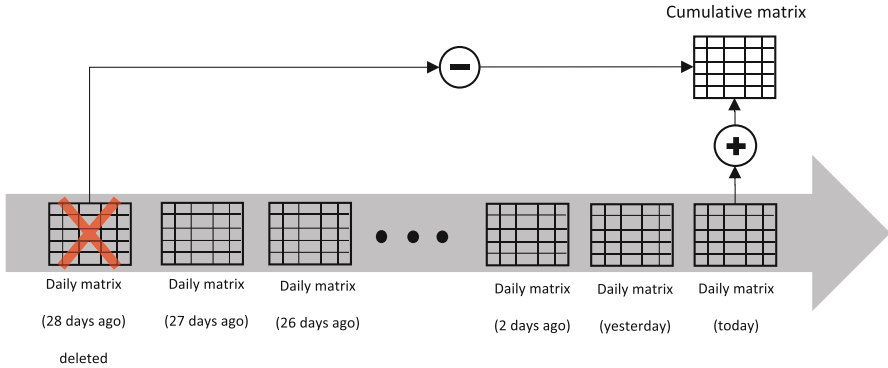 Cumulative matrix
Daily matrix
(28 days ago)
deleted
Daily matrix
(27 days ago)
Daily matrix
(26 days ago)
Daily matrix
(2 days ago)
Daily matrix
(yesterday)
Daily matrix
(today)